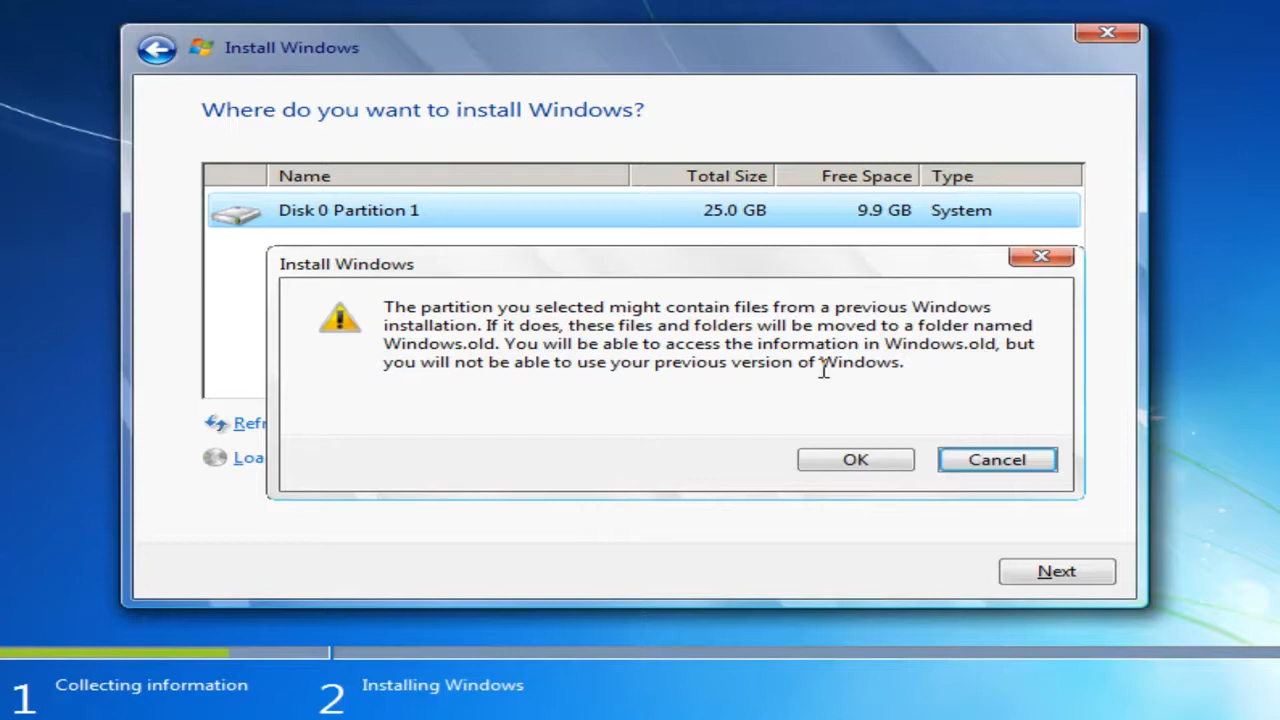 Install Windows
Where do you want to install Windows?
Name Total Size Free Space Type
Disk 0 Partition 1 25.0 GB 9.9 GB System
Install Windows
The partition you selected might contain files from a previous Windows
installation. If it does, these files and folders will be moved to a folder named
Windows.old. You will be able to access the information in Windows.old, but
you will not be able to use your previous version of Windows.
Refr
OK Cancel
Loa
Next
1 Collecting information 2 Installing Windows